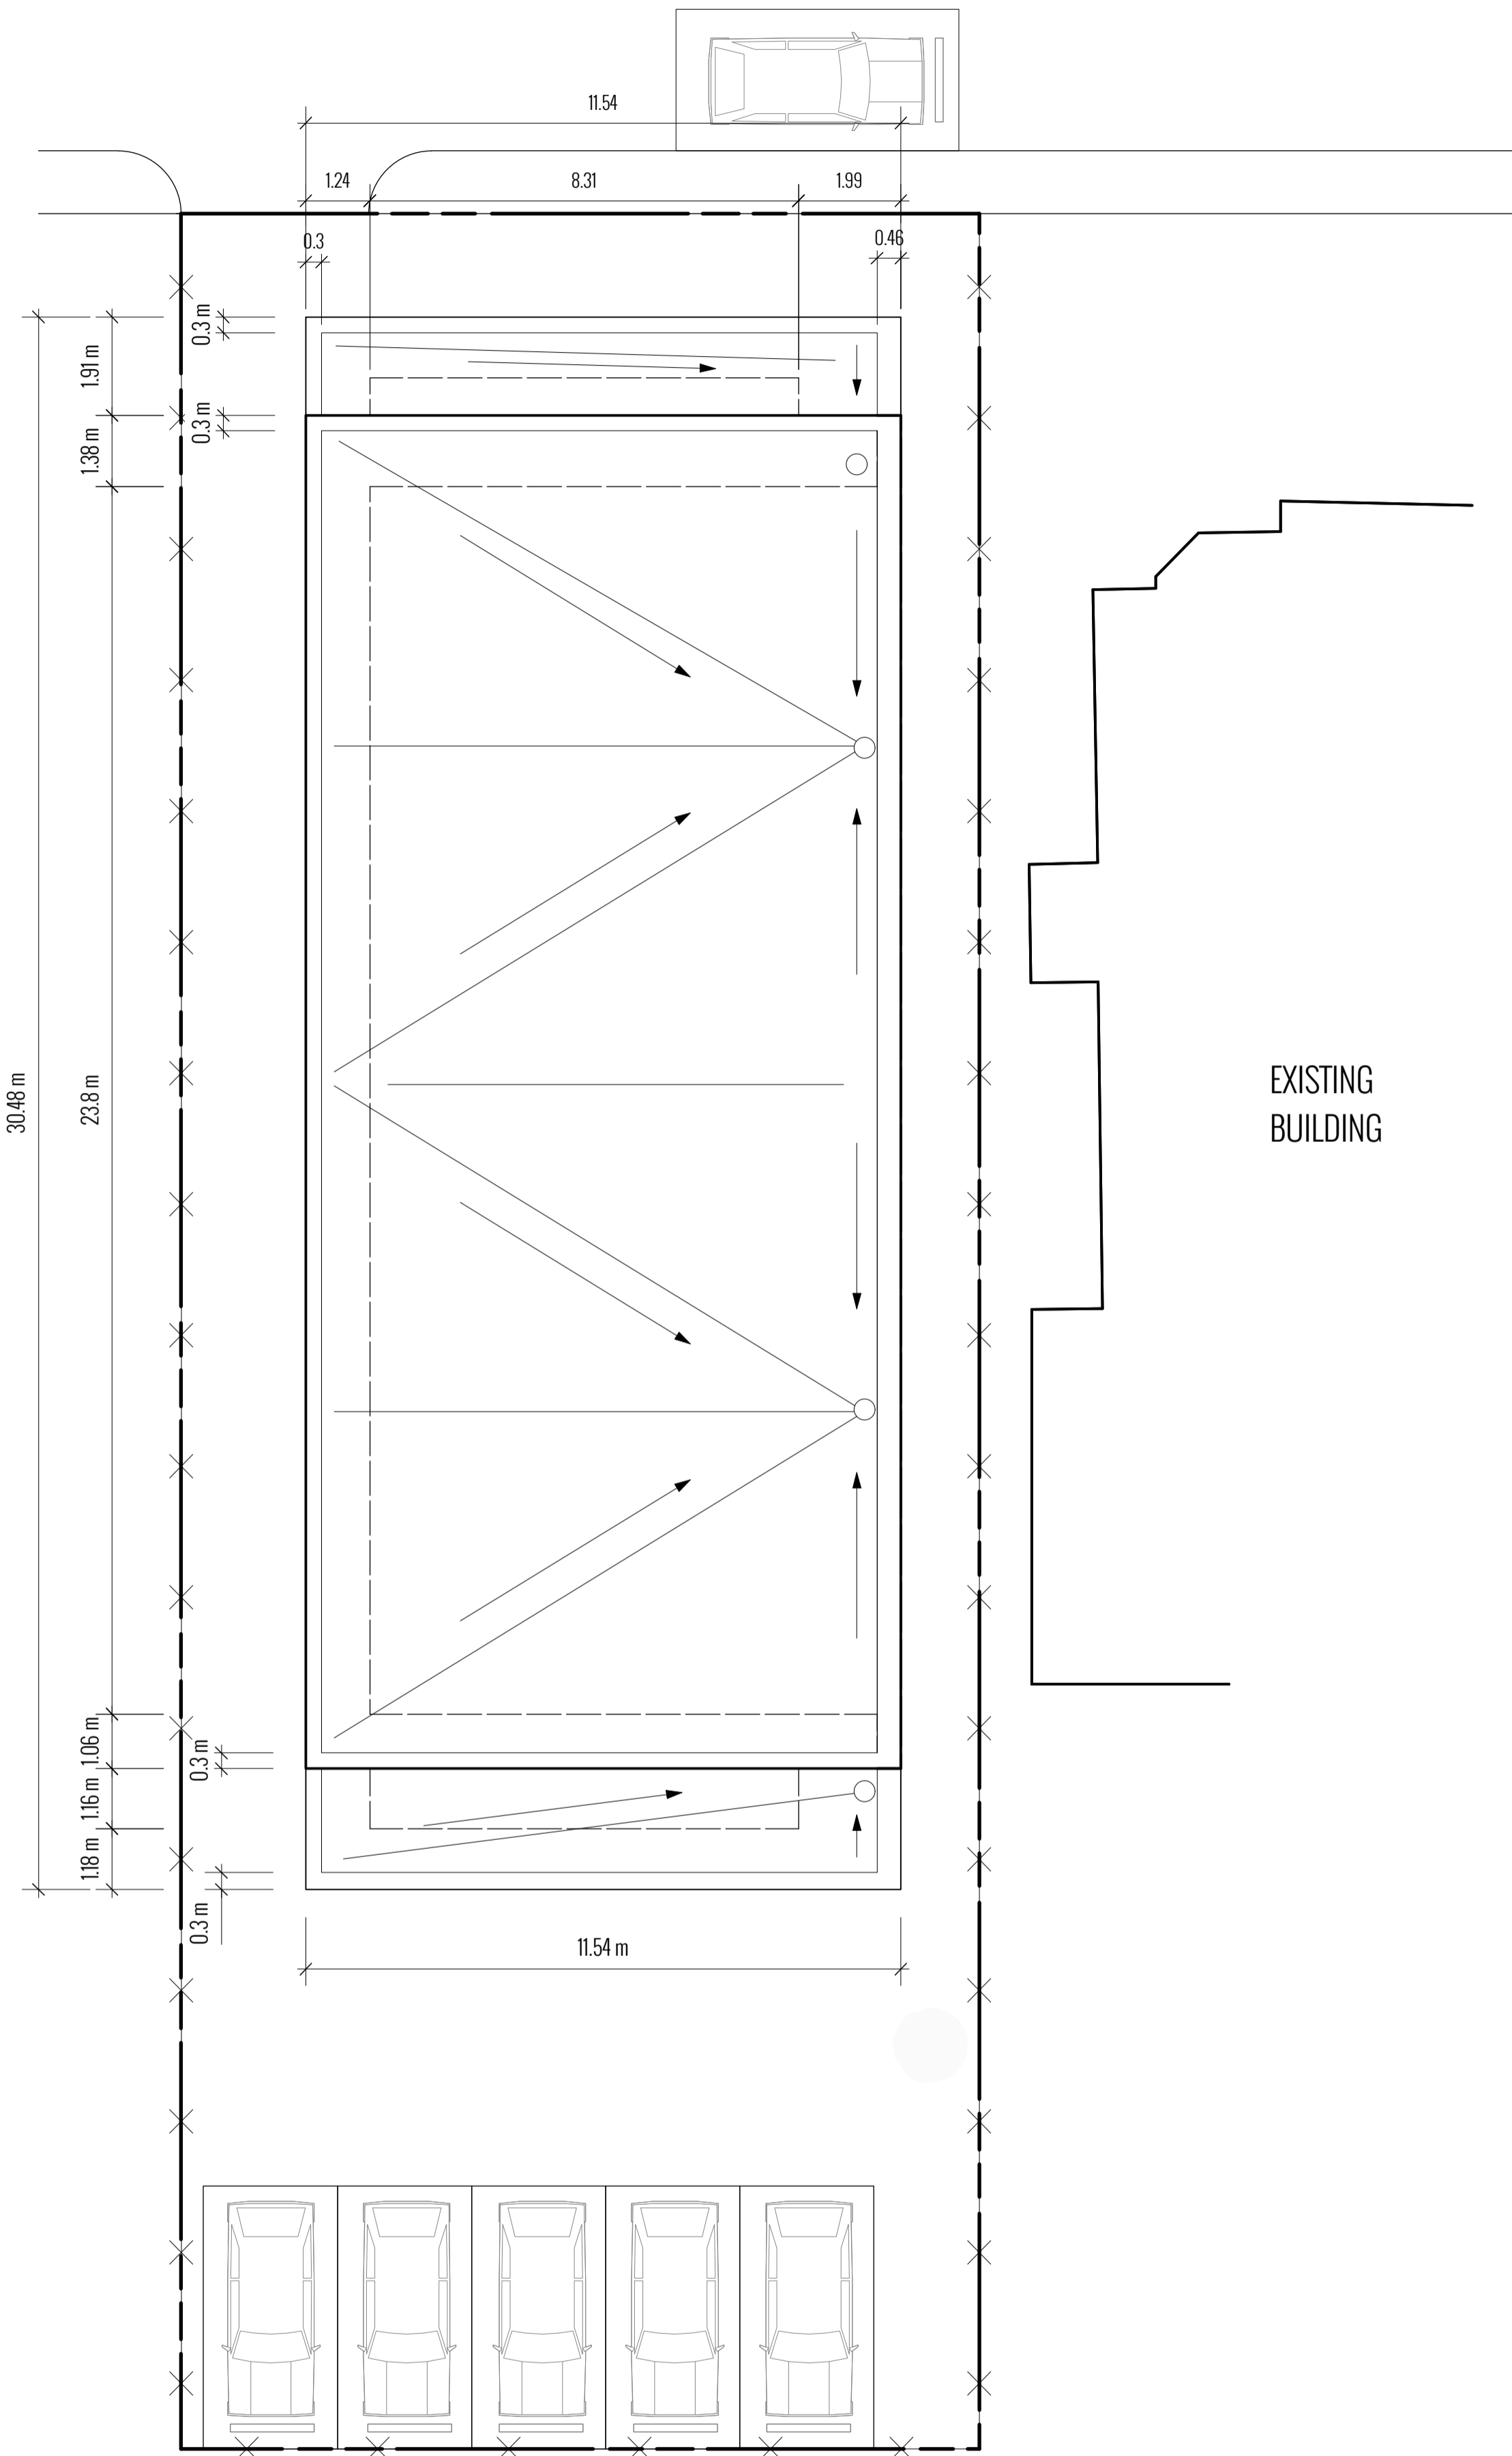 11.54
1.24
8.31
1.99
0.3
0.46
0.3 m
1.91 m
0.3 m
1.38 m
30.48 m
23.8 m
EXISTING
BUILDING
1.06 m
0.3 m
1.16 m
1.18 m
0.3 m
11.54 m